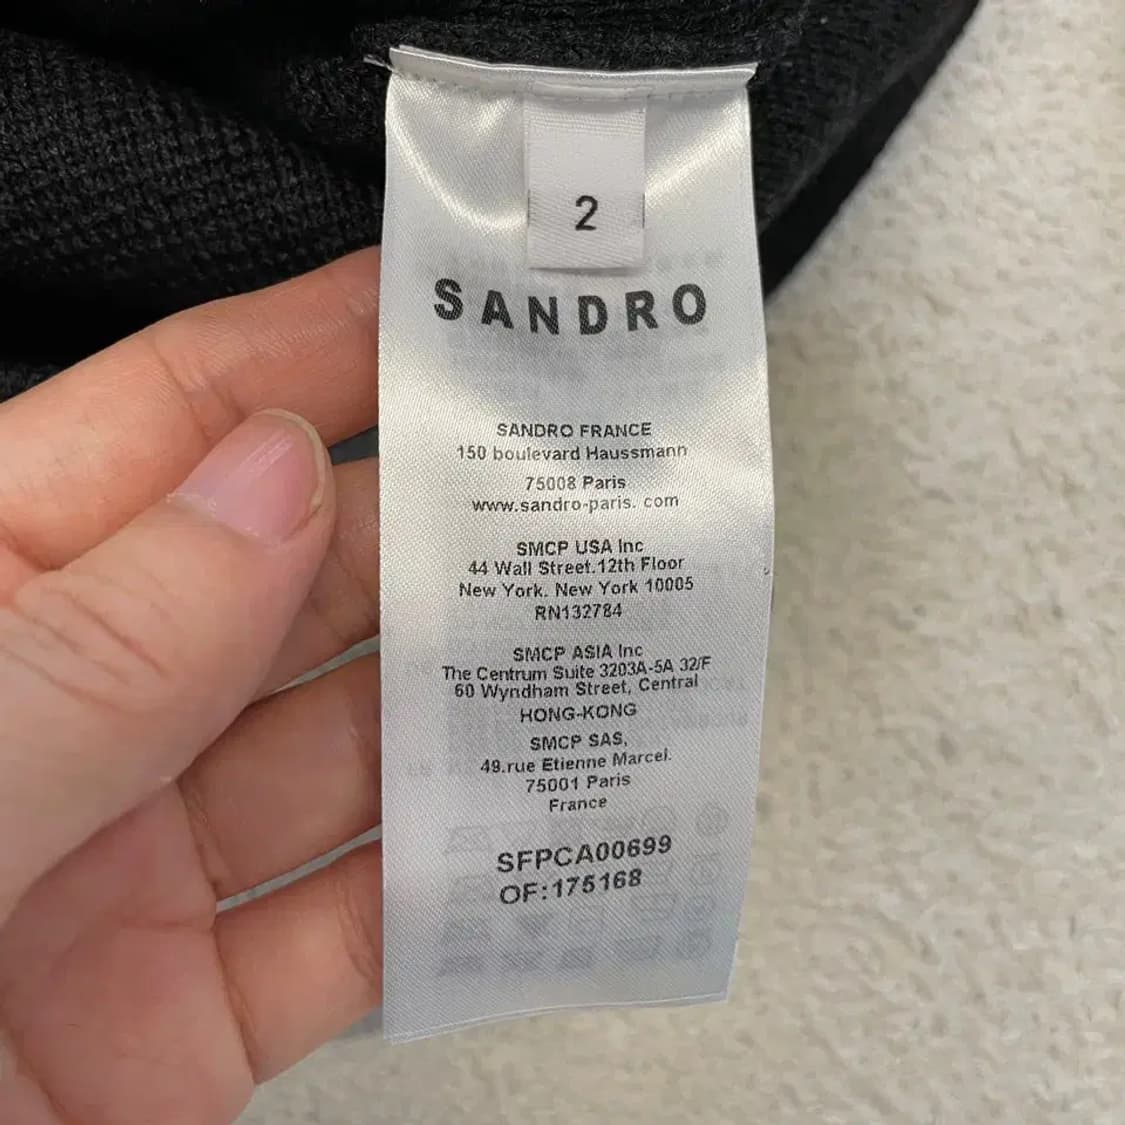 2
SANDRO
SANDRO FRANCE
150 boulevard Haussmann
75008 Paris
www.sandro-paris. com
SMCP USA Inc
44 Wall Street.12th Floor
New York. New York 10005
RN132784
SMCP ASIA Inc
The Centrum Suite 3203A-5A 32/F
60 Wyndham Street, Central
HONG-KONG
SMCP SAS,
49.rue Etienne Marcel.
75001 Paris
France
SFPCA00699
OF:175168